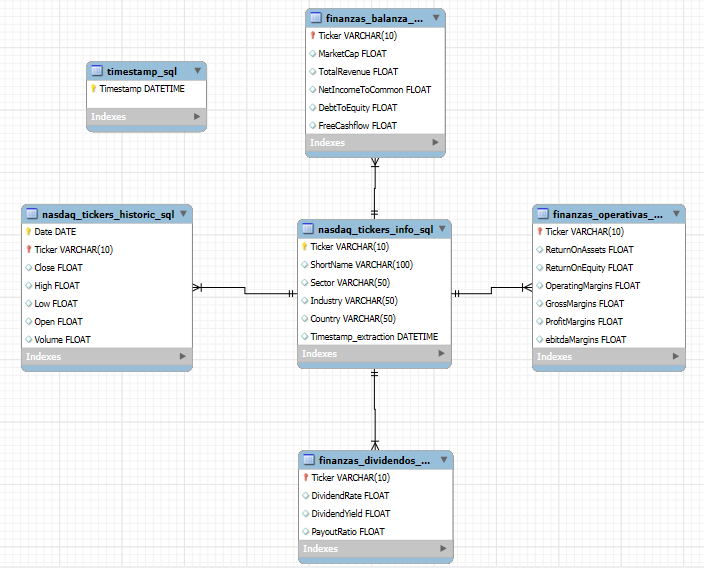 finanzas_balanza_...
Ticker VARCHAR(10)
MarketCap FLOAT
TotalRevenue FLOAT
NetIncomeToCommon FLOAT
DebtToEquity FLOAT
FreeCashflow FLOAT
Indexes
timestamp_sql
Timestamp DATETIME
Indexes
nasdaq_tickers_historic_sql
Date DATE
Ticker VARCHAR(10)
Close FLOAT
High FLOAT
Low FLOAT
Open FLOAT
Volume FLOAT
Indexes
nasdaq_tickers_info_sql
Ticker VARCHAR(10)
ShortName VARCHAR(100)
Sector VARCHAR(50)
Industry VARCHAR(50)
Country VARCHAR(50)
Timestamp_extraction DATETIME
Indexes
finanzas_operativas_...
Ticker VARCHAR(10)
ReturnOnAssets FLOAT
ReturnOnEquity FLOAT
OperatingMargins FLOAT
GrossMargins FLOAT
ProfitMargins FLOAT
ebitdaMargins FLOAT
Indexes
finanzas_dividendos_...
Ticker VARCHAR(10)
DividendRate FLOAT
DividendYield FLOAT
PayoutRatio FLOAT
Indexes